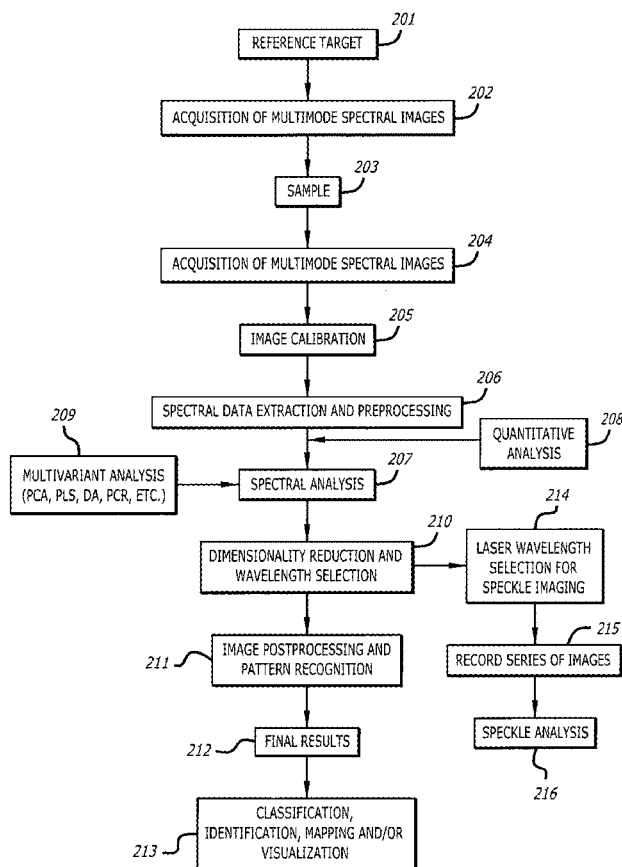 201
REFERENCE TARGET
202
ACQUISITION OF MULTIMODE SPECTRAL IMAGES
203
SAMPLE
204
ACQUISITION OF MULTIMODE SPECTRAL IMAGES
205
IMAGE CALIBRATION
206
SPECTRAL DATA EXTRACTION AND PREPROCESSING
208
QUANTITATIVE
ANALYSIS
209
MULTIVARIANT ANALYSIS
(PCA, PLS, DA, PCR, ETC.)
207
SPECTRAL ANALYSIS
210
DIMENSIONALITY REDUCTION AND
WAVELENGTH SELECTION
214
LASER WAVELENGTH
SELECTION FOR
SPECKLE IMAGING
211
IMAGE POSTPROCESSING AND
PATTERN RECOGNITION
215
RECORD SERIES OF IMAGES
212
FINAL RESULTS
SPECKLE ANALYSIS
216
213
CLASSIFICATION,
IDENTIFICATION, MAPPING AND/OR
VISUALIZATION